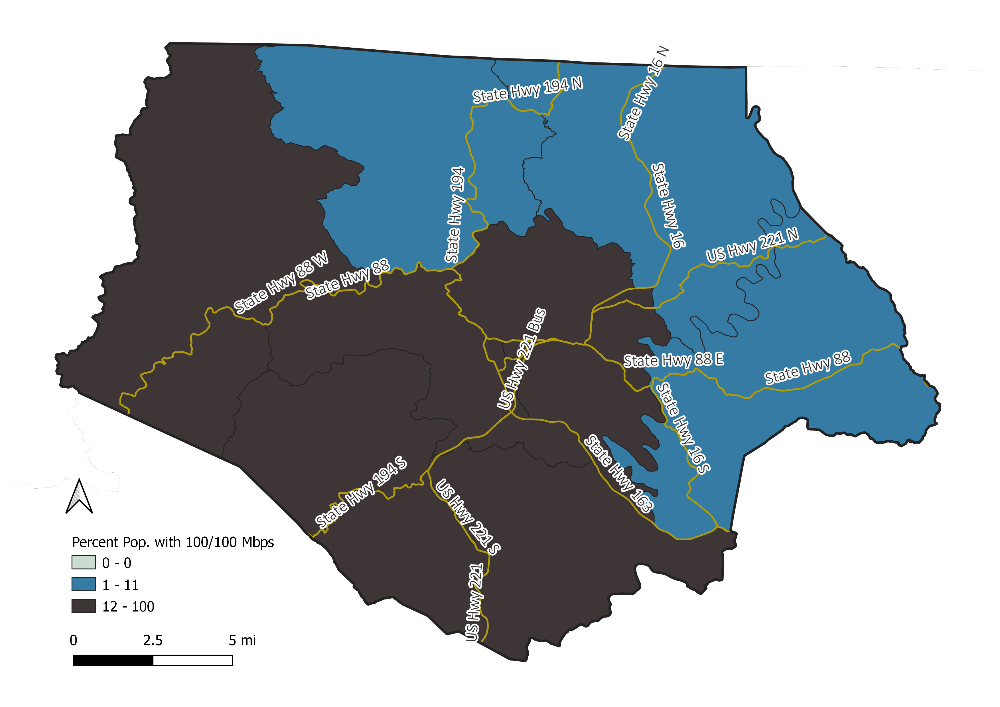 State Hwy 16 N
State Hwy 194 N
State Hwy 194
State Hwy 16
US Hwy 221 N
State Hwy 88 W
State Hwy 88
US Hwy 221 Bus
State Hwy 88 E
State Hwy 88
State Hwy 16 S
State Hwy 163
State Hwy 194 S
US Hwy 221 S
US Hwy 221
Percent Pop. with 100/100 Mbps
0 - 0
1 - 11
12 - 100
0 2.5 5 mi